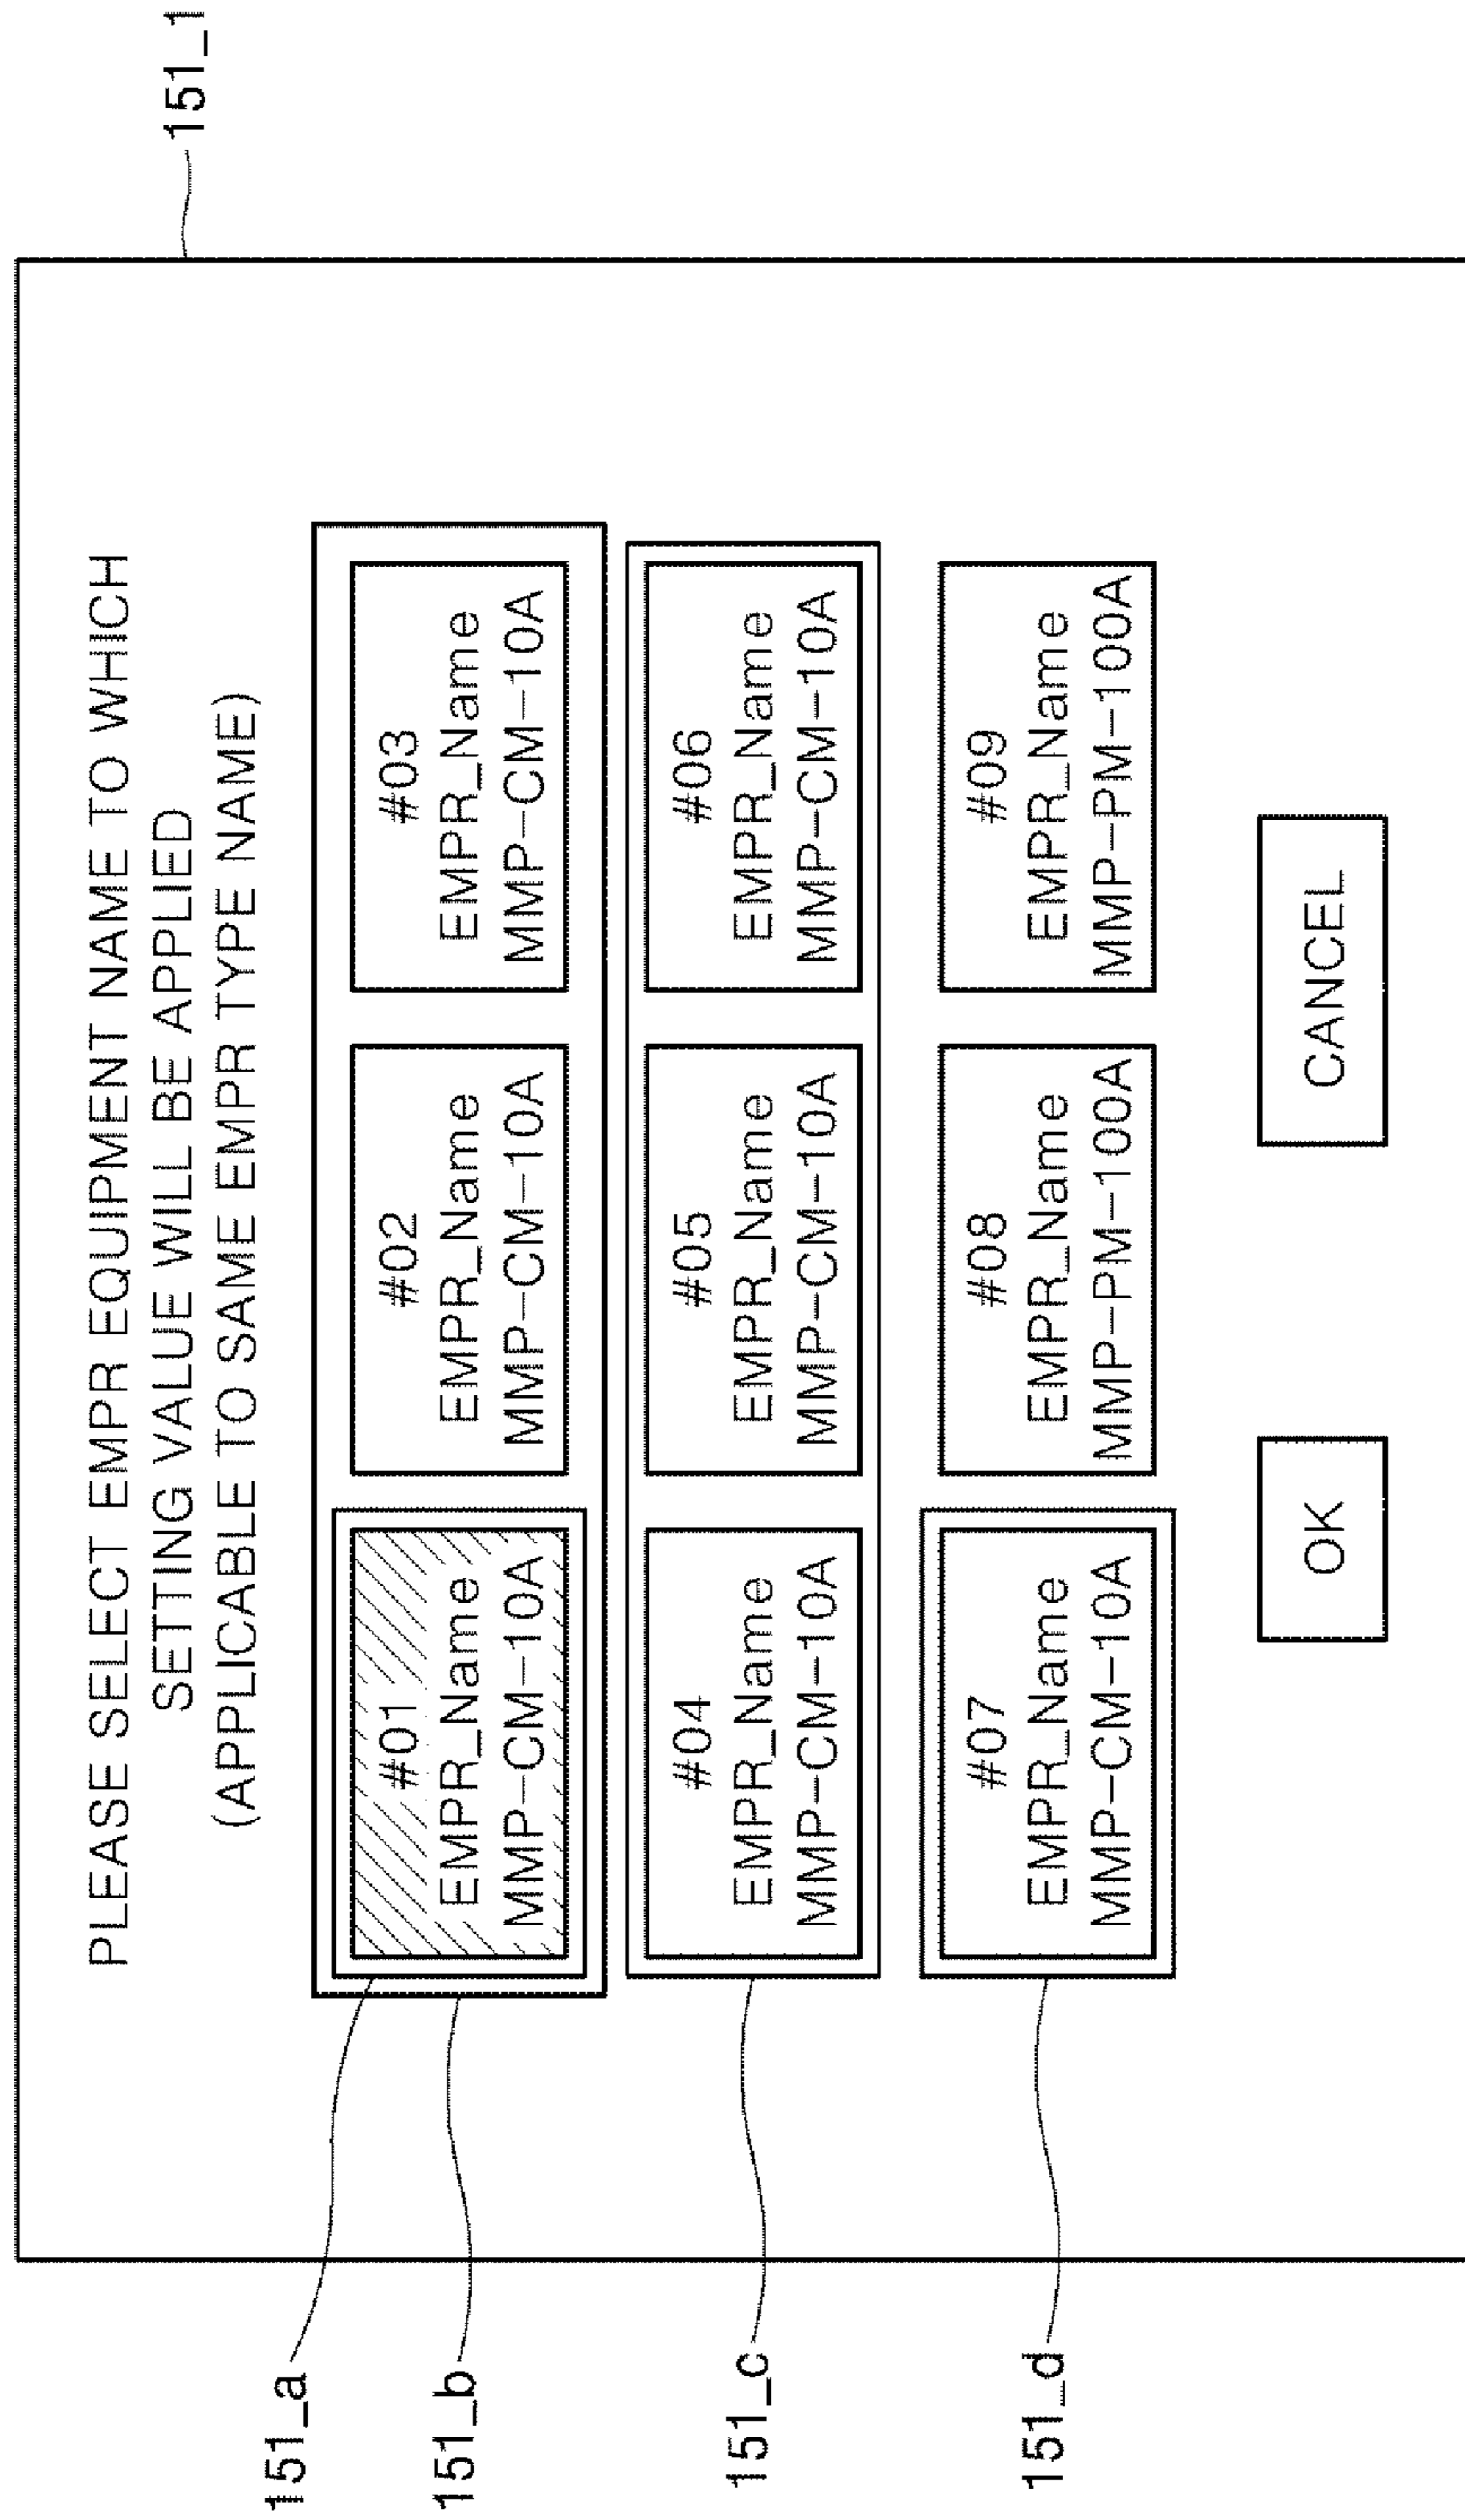 151_1
PLEASE SELECT EMPR EQUIPMENT NAME TO WHICH
SETTING VALUE WILL BE APPLIED
(APPLICABLE TO SAME EMPR TYPE NAME)
151_a
#01
EMPR_Name
MMP-CM-10A
#02
EMPR_Name
MMP-CM-10A
#03
EMPR_Name
MMP-CM-10A
151_b
#04
EMPR_Name
MMP-CM-10A
#05
EMPR_Name
MMP-CM-10A
#06
EMPR_Name
MMP-CM-10A
151_c
#07
EMPR_Name
MMP-CM-10A
#08
EMPR_Name
MMP-PM-100A
#09
EMPR_Name
MMP-PM-100A
151_d
OK
CANCEL